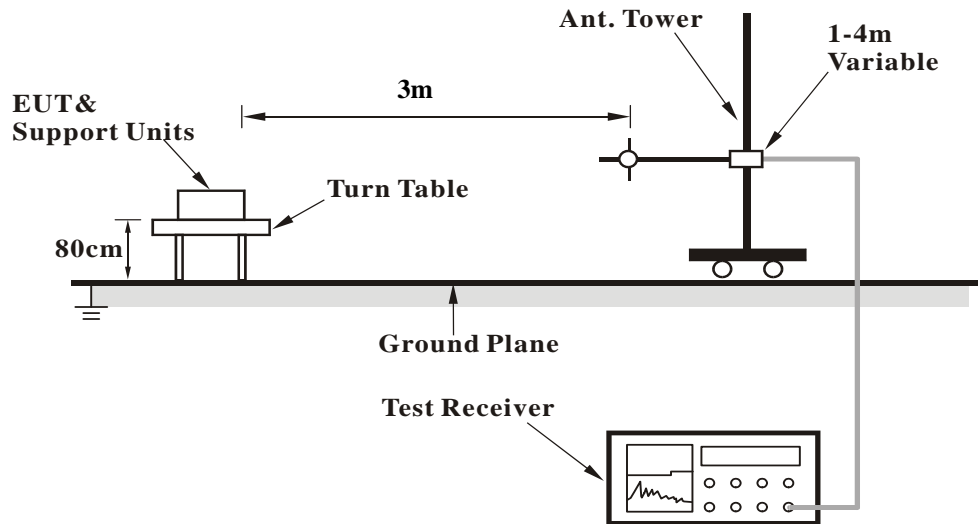 Ant. Tower
1-4m
Variable
3m
EUT&
Support Units
Turn Table
80cm
Ground Plane
Test Receiver